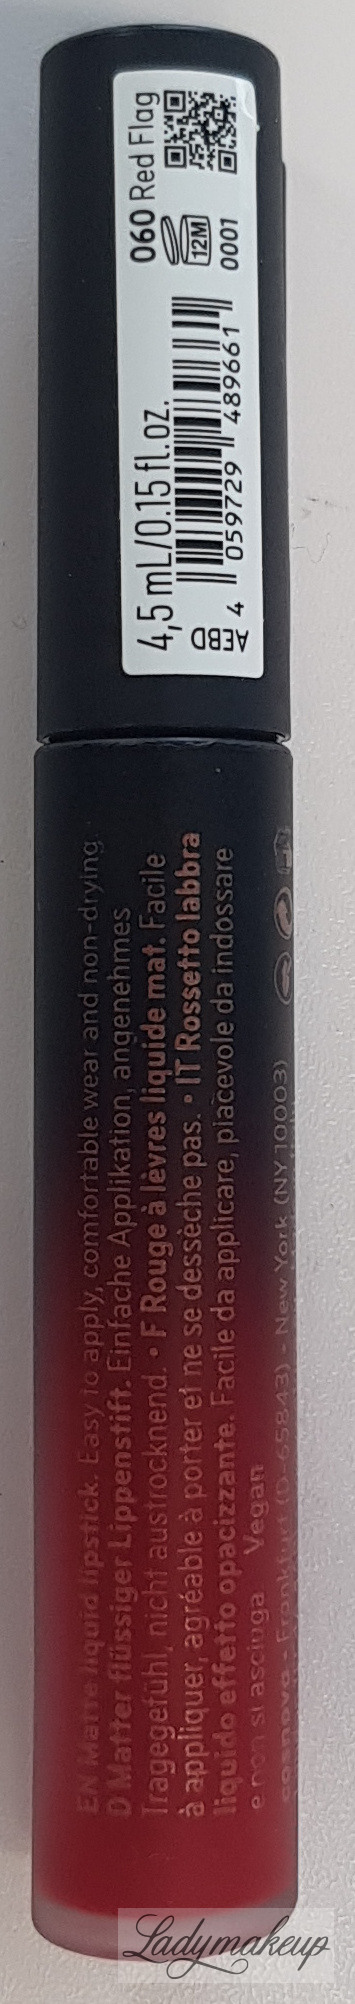 060 Red Flag
12M
0001
4,5 mL/0.15 fl.oz.
4 059729 489661
AEBD
EN Matte liquid lipstick. Easy to apply, comfortable wear and non-drying.
D Matter flüssiger Lippenstift. Einfache Applikation, angenehmes
Tragegefühl, nicht austrocknend. • F Rouge à lèvres liquide mat. Facile
à appliquer, agréable à porter et ne se dessèche pas. • IT Rossetto labbra
liquido effetto opacizzante. Facile da applicare, piacevole da indossare
e non si asciuga Vegan
cosnova - Frankfurt (D-65843) - New York (NY 10003)
Ladymakeup